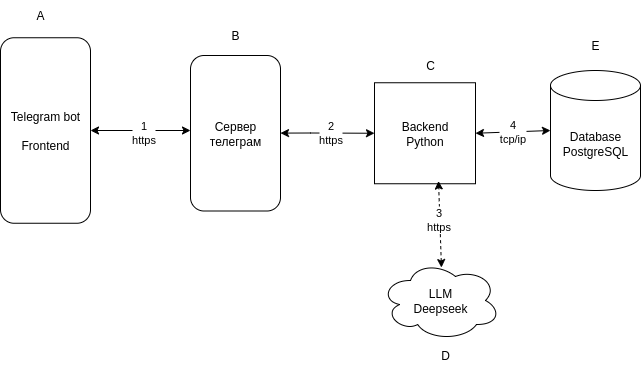 A
B
C
E
Telegram bot
Frontend
1
https
Сервер
телеграм
2
https
Backend
Python
4
tcp/ip
Database
PostgreSQL
3
https
LLM
Deepseek
D